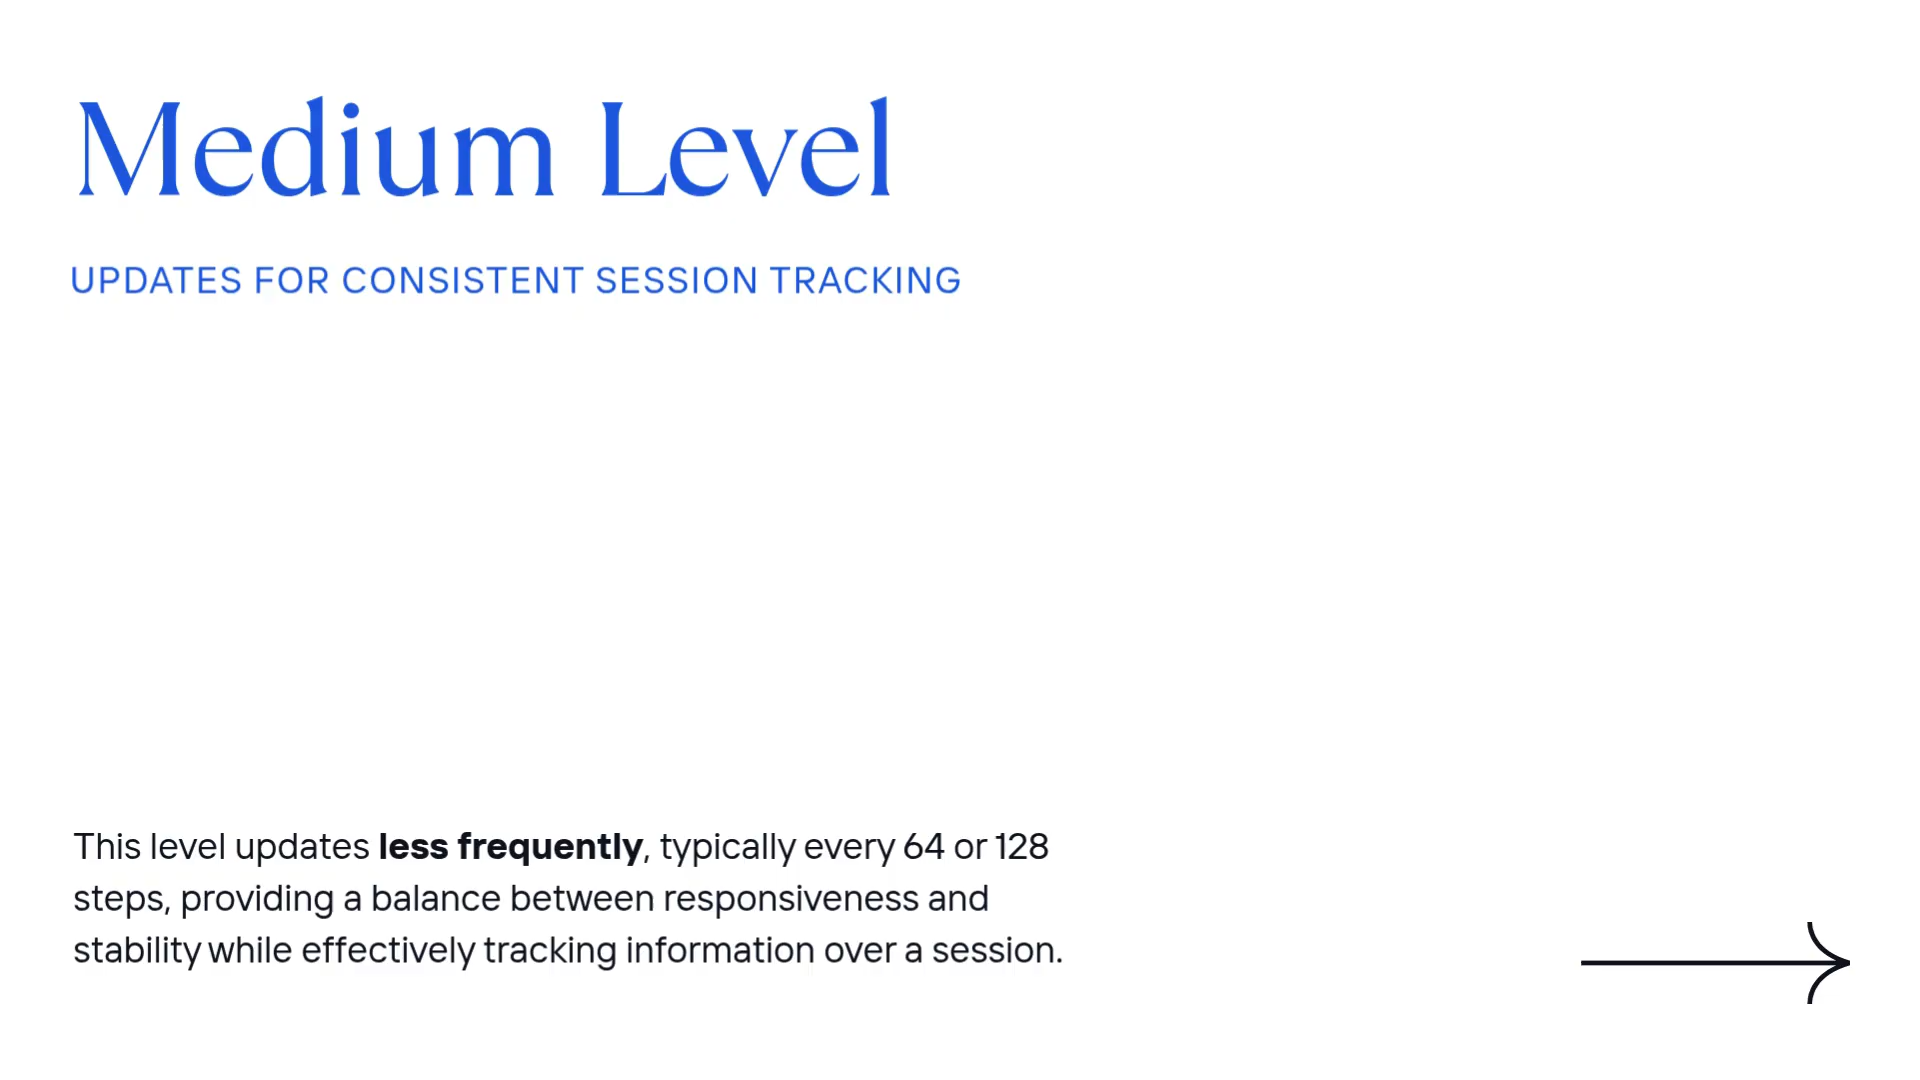 Medium Level
UPDATES FOR CONSISTENT SESSION TRACKING
This level updates less frequently, typically every 64 or 128
steps, providing a balance between responsiveness and
stability while effectively tracking information over a session.